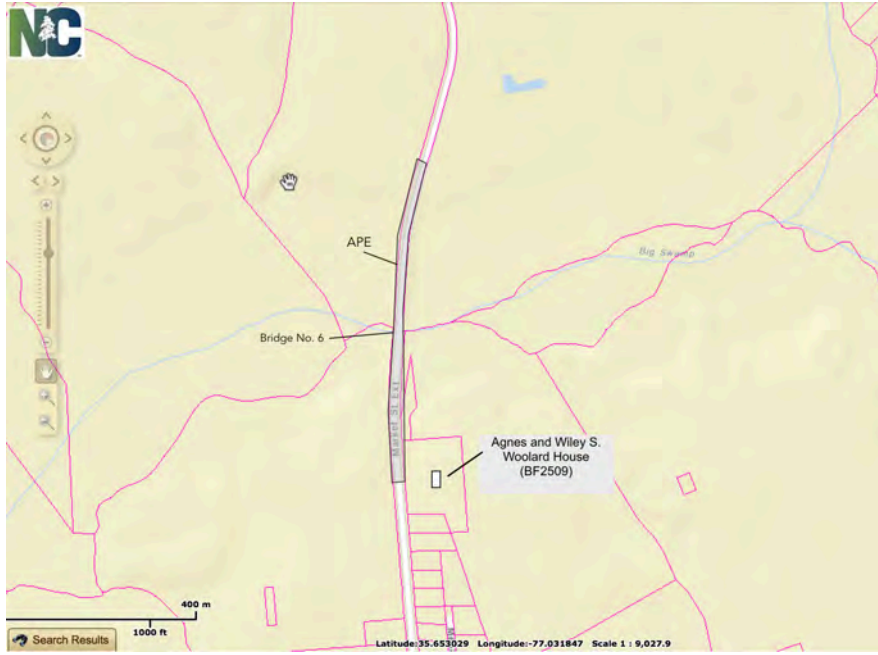 NC
APE
Big Swamp
Bridge No. 6
Market St Ext
Agnes and Wiley S.
Woolard House
(BF2509)
400 m
1000 ft
Search Results
Latitude:35.653029 Longitude:-77.031847 Scale 1 : 9,027.9